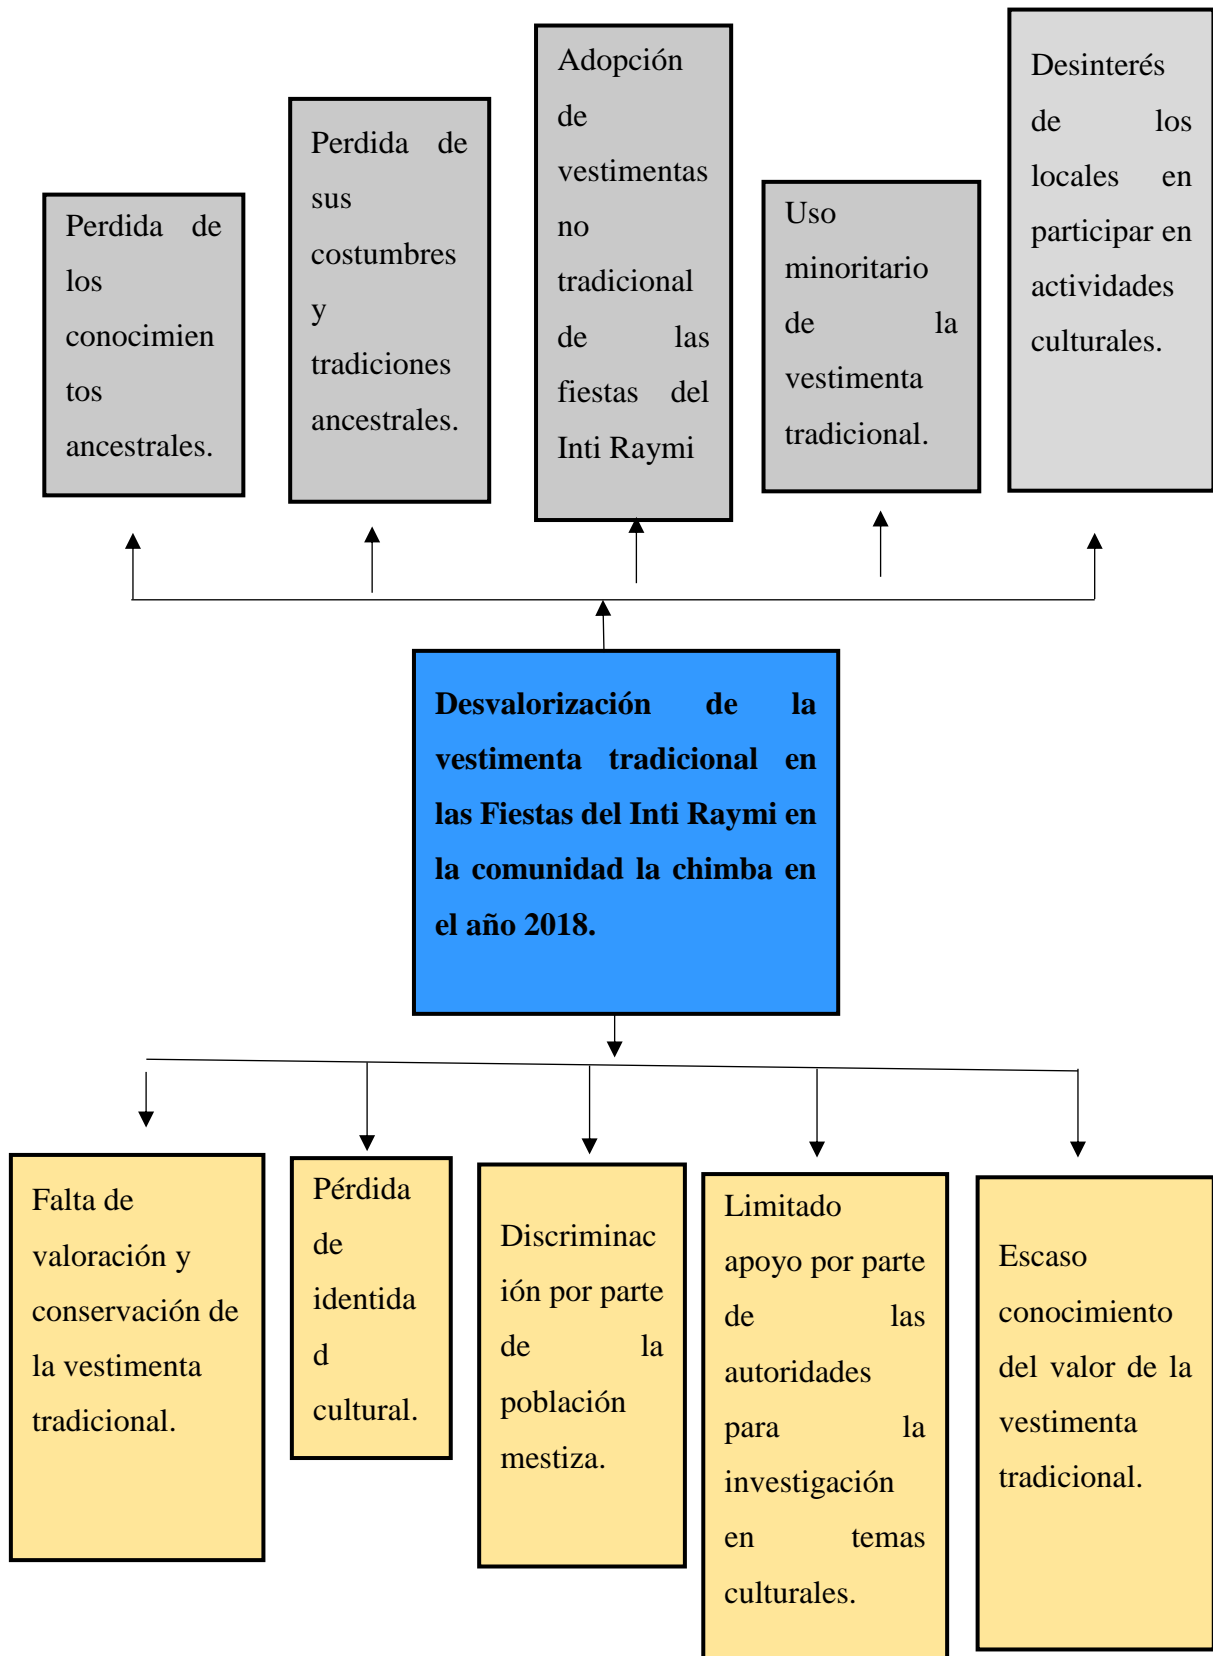 Perdida de
los
conocimien
tos
ancestrales.
Perdida de
sus
costumbres
y
tradiciones
ancestrales.
Adopción
de
vestimentas
no
tradicional
de las
fiestas del
Inti Raymi
Uso
minoritario
de la
vestimenta
tradicional.
Desinterés
de los
locales en
participar en
actividades
culturales.
Desvalorización de la
vestimenta tradicional en
las Fiestas del Inti Raymi en
la comunidad la chimba en
el año 2018.
Falta de
valoración y
conservación de
la vestimenta
tradicional.
Pérdida
de
identida
d
cultural.
Discriminac
ión por parte
de la
población
mestiza.
Limitado
apoyo por parte
de las
autoridades
para la
investigación
en temas
culturales.
Escaso
conocimiento
del valor de la
vestimenta
tradicional.